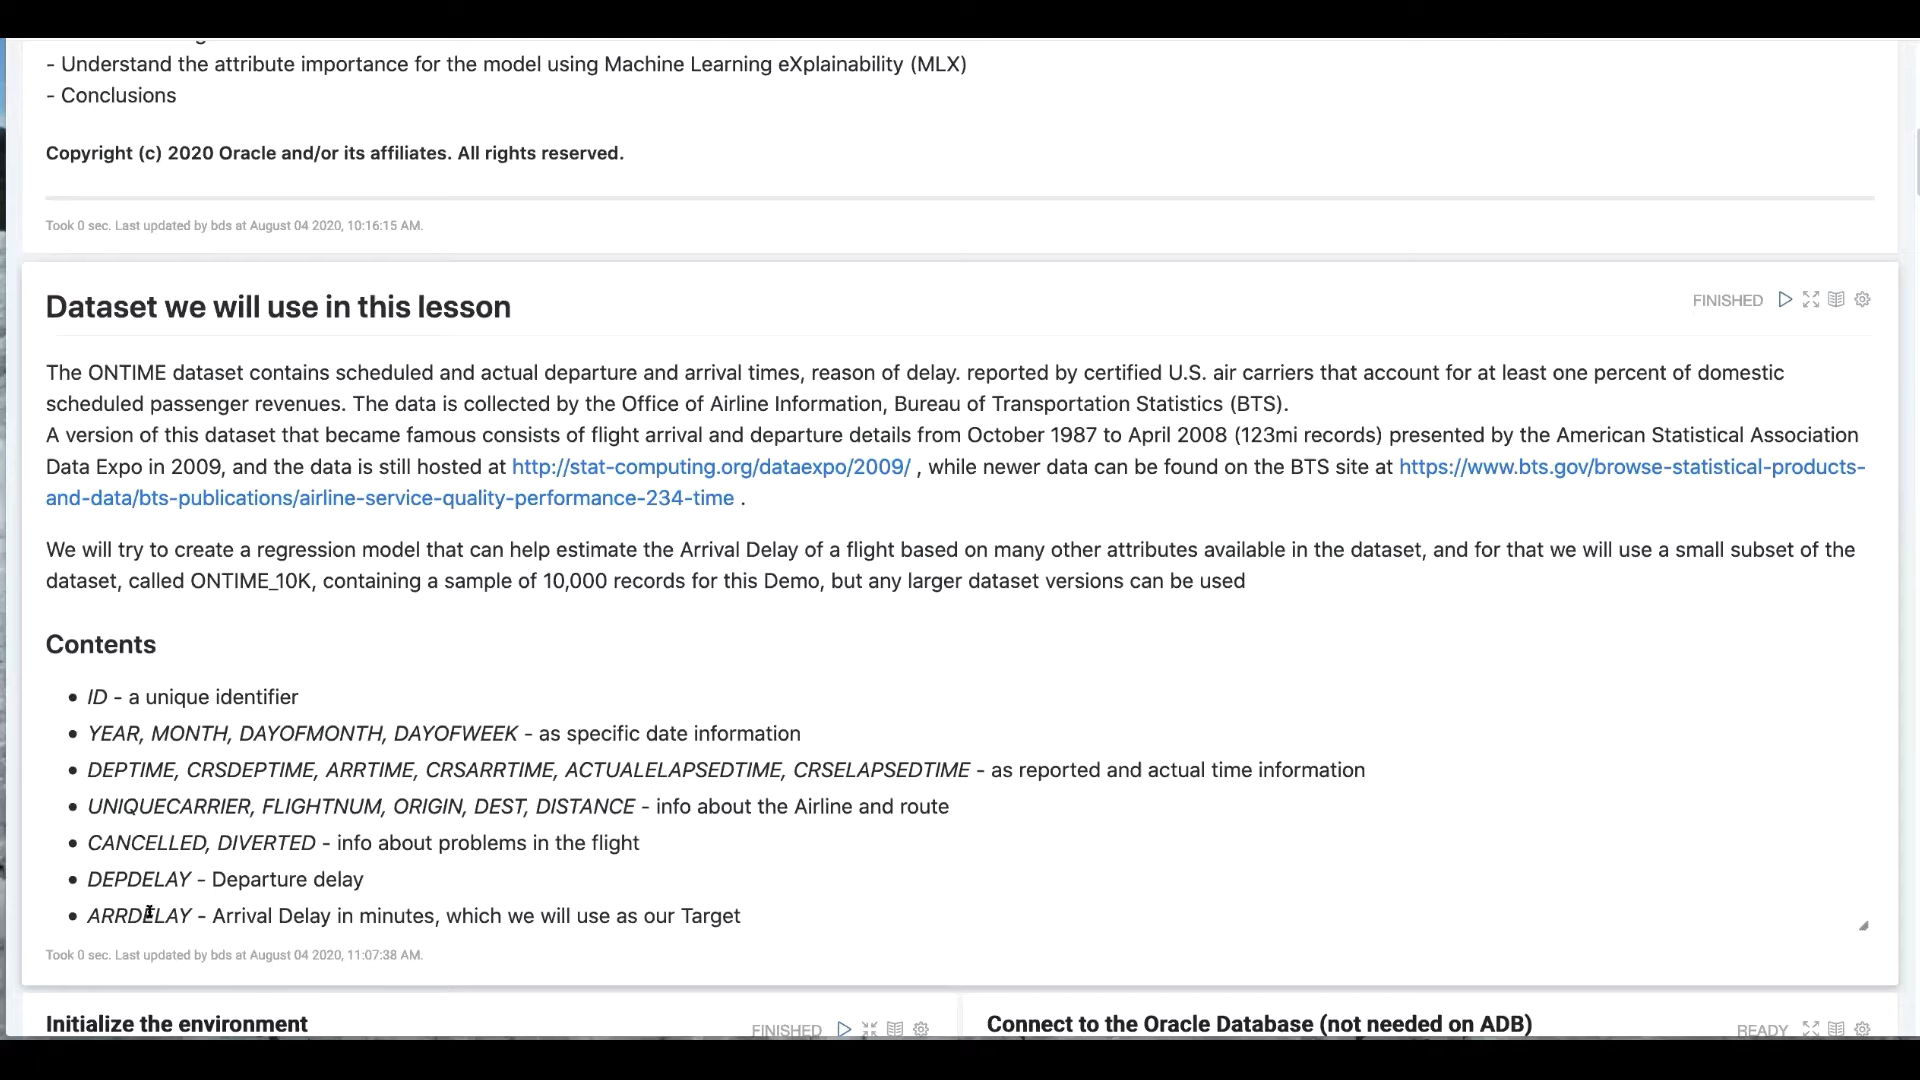 - Understand the attribute importance for the model using Machine Learning eXplainability (MLX)
- Conclusions
Copyright (c) 2020 Oracle and/or its affiliates. All rights reserved.
Took 0 sec. Last updated by bds at August 04 2020, 10:16:15 AM.
Dataset we will use in this lesson
FINISHED
The ONTIME dataset contains scheduled and actual departure and arrival times, reason of delay. reported by certified U.S. air carriers that account for at least one percent of domestic
scheduled passenger revenues. The data is collected by the Office of Airline Information, Bureau of Transportation Statistics (BTS).
A version of this dataset that became famous consists of flight arrival and departure details from October 1987 to April 2008 (123mi records) presented by the American Statistical Association
Data Expo in 2009, and the data is still hosted at http://stat-computing.org/dataexpo/2009/ , while newer data can be found on the BTS site at https://www.bts.gov/browse-statistical-products-
and-data/bts-publications/airline-service-quality-performance-234-time .
We will try to create a regression model that can help estimate the Arrival Delay of a flight based on many other attributes available in the dataset, and for that we will use a small subset of the
dataset, called ONTIME_10K, containing a sample of 10,000 records for this Demo, but any larger dataset versions can be used
Contents
• ID - a unique identifier
• YEAR, MONTH, DAYOFMONTH, DAYOFWEEK - as specific date information
• DEPTIME, CRSDEPTIME, ARRTIME, CRSARRTIME, ACTUALELAPSEDTIME, CRSELAPSEDTIME - as reported and actual time information
• UNIQUECARRIER, FLIGHTNUM, ORIGIN, DEST, DISTANCE - info about the Airline and route
• CANCELLED, DIVERTED - info about problems in the flight
• DEPDELAY - Departure delay
• ARRDELAY - Arrival Delay in minutes, which we will use as our Target
Took 0 sec. Last updated by bds at August 04 2020, 11:07:38 AM.
Initialize the environment
FINISHED
Connect to the Oracle Database (not needed on ADB)
READY